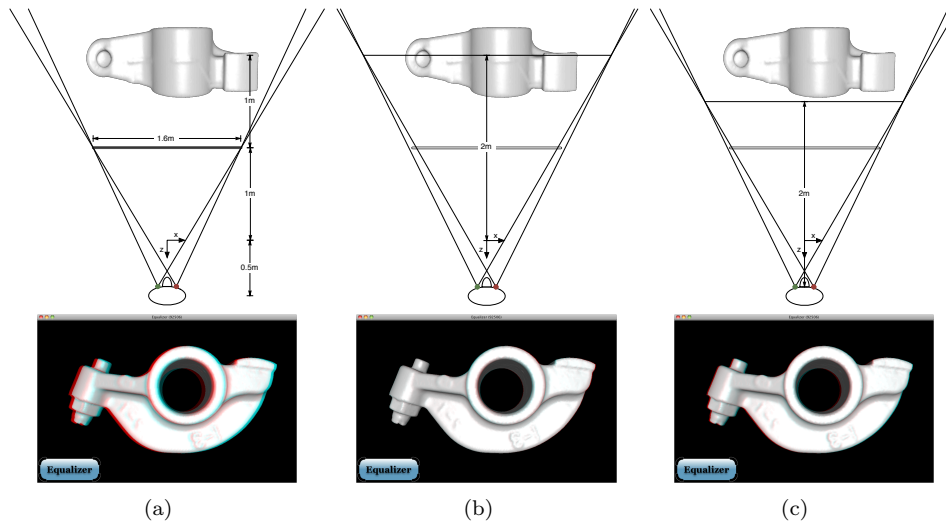 1m
1.6m
1m
x
z
0.5m
2m
x
z
2m
x
z
Equalizer
Equalizer
Equalizer
(a)
(b)
(c)